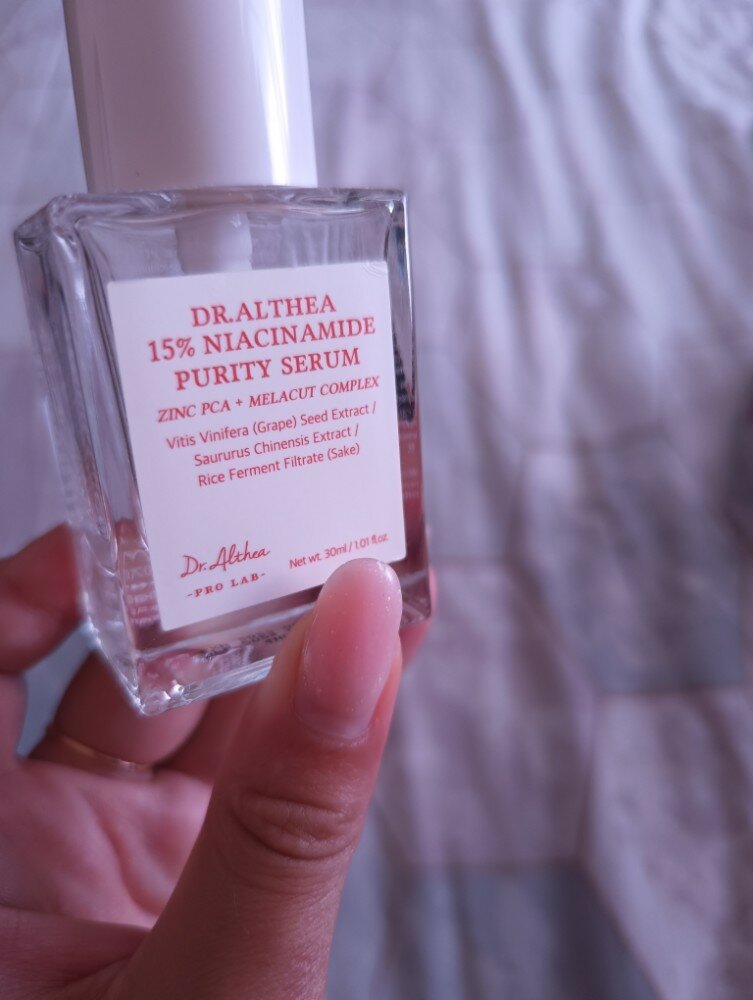 DR.ALTHEA
15% NIACINAMIDE
PURITY SERUM
ZINC PCA + MELACUT COMPLEX
Vitis Vinifera (Grape) Seed Extract /
Saururus Chinensis Extract /
Rice Ferment Filtrate (Sake)
Dr.Althea
Net wt. 30ml / 1.01 fl.oz.
-PRO LAB-